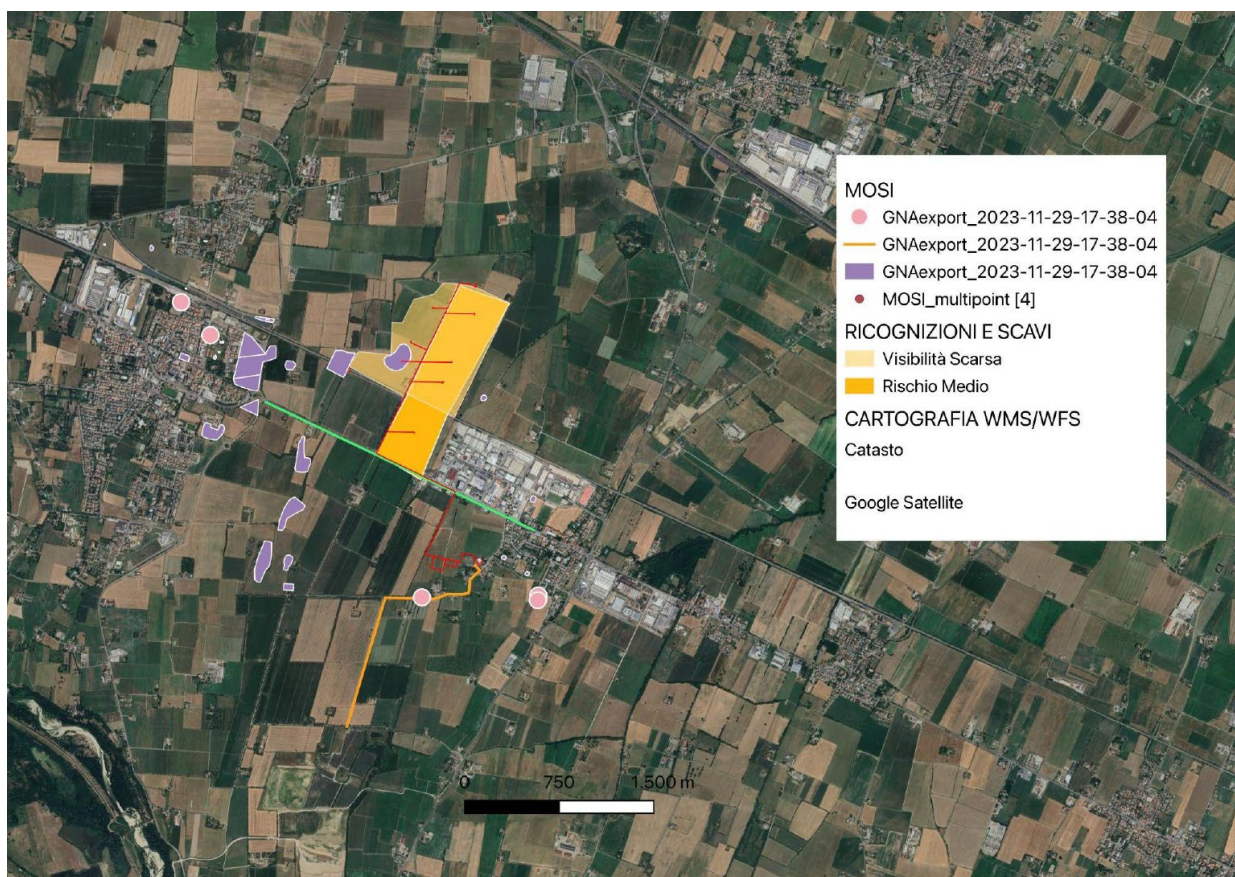 MOSI
GNAexport_2023-11-29-17-38-04
GNAexport_2023-11-29-17-38-04
GNAexport_2023-11-29-17-38-04
MOSI_multipoint [4]
RICOGNIZIONI E SCAVI
Visibilità Scarsa
Rischio Medio
CARTOGRAFIA WMS/WFS
Catasto
Google Satellite
0 750 1.500 m